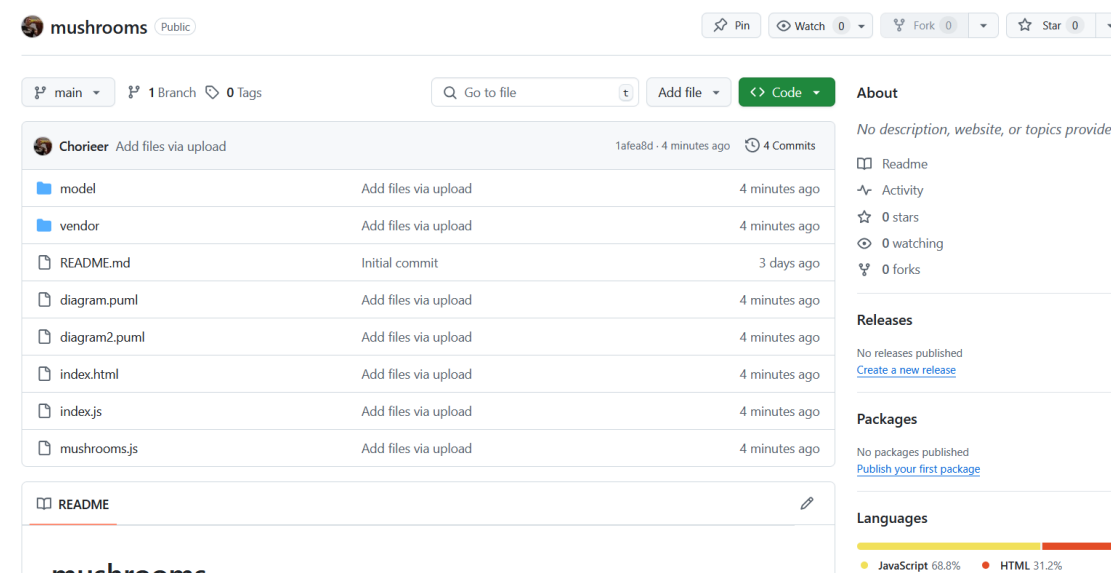 mushrooms Public
Pin Watch 0 Fork 0 Star 0
main 1 Branch 0 Tags
Go to file t Add file <> Code
Chorieer Add files via upload 1afea8d · 4 minutes ago 4 Commits
model Add files via upload 4 minutes ago
vendor Add files via upload 4 minutes ago
README.md Initial commit 3 days ago
diagram.puml Add files via upload 4 minutes ago
diagram2.puml Add files via upload 4 minutes ago
index.html Add files via upload 4 minutes ago
index.js Add files via upload 4 minutes ago
mushrooms.js Add files via upload 4 minutes ago
README
mushrooms
About
No description, website, or topics provide
Readme
Activity
0 stars
0 watching
0 forks
Releases
No releases published
Create a new release
Packages
No packages published
Publish your first package
Languages
JavaScript 68.8% HTML 31.2%